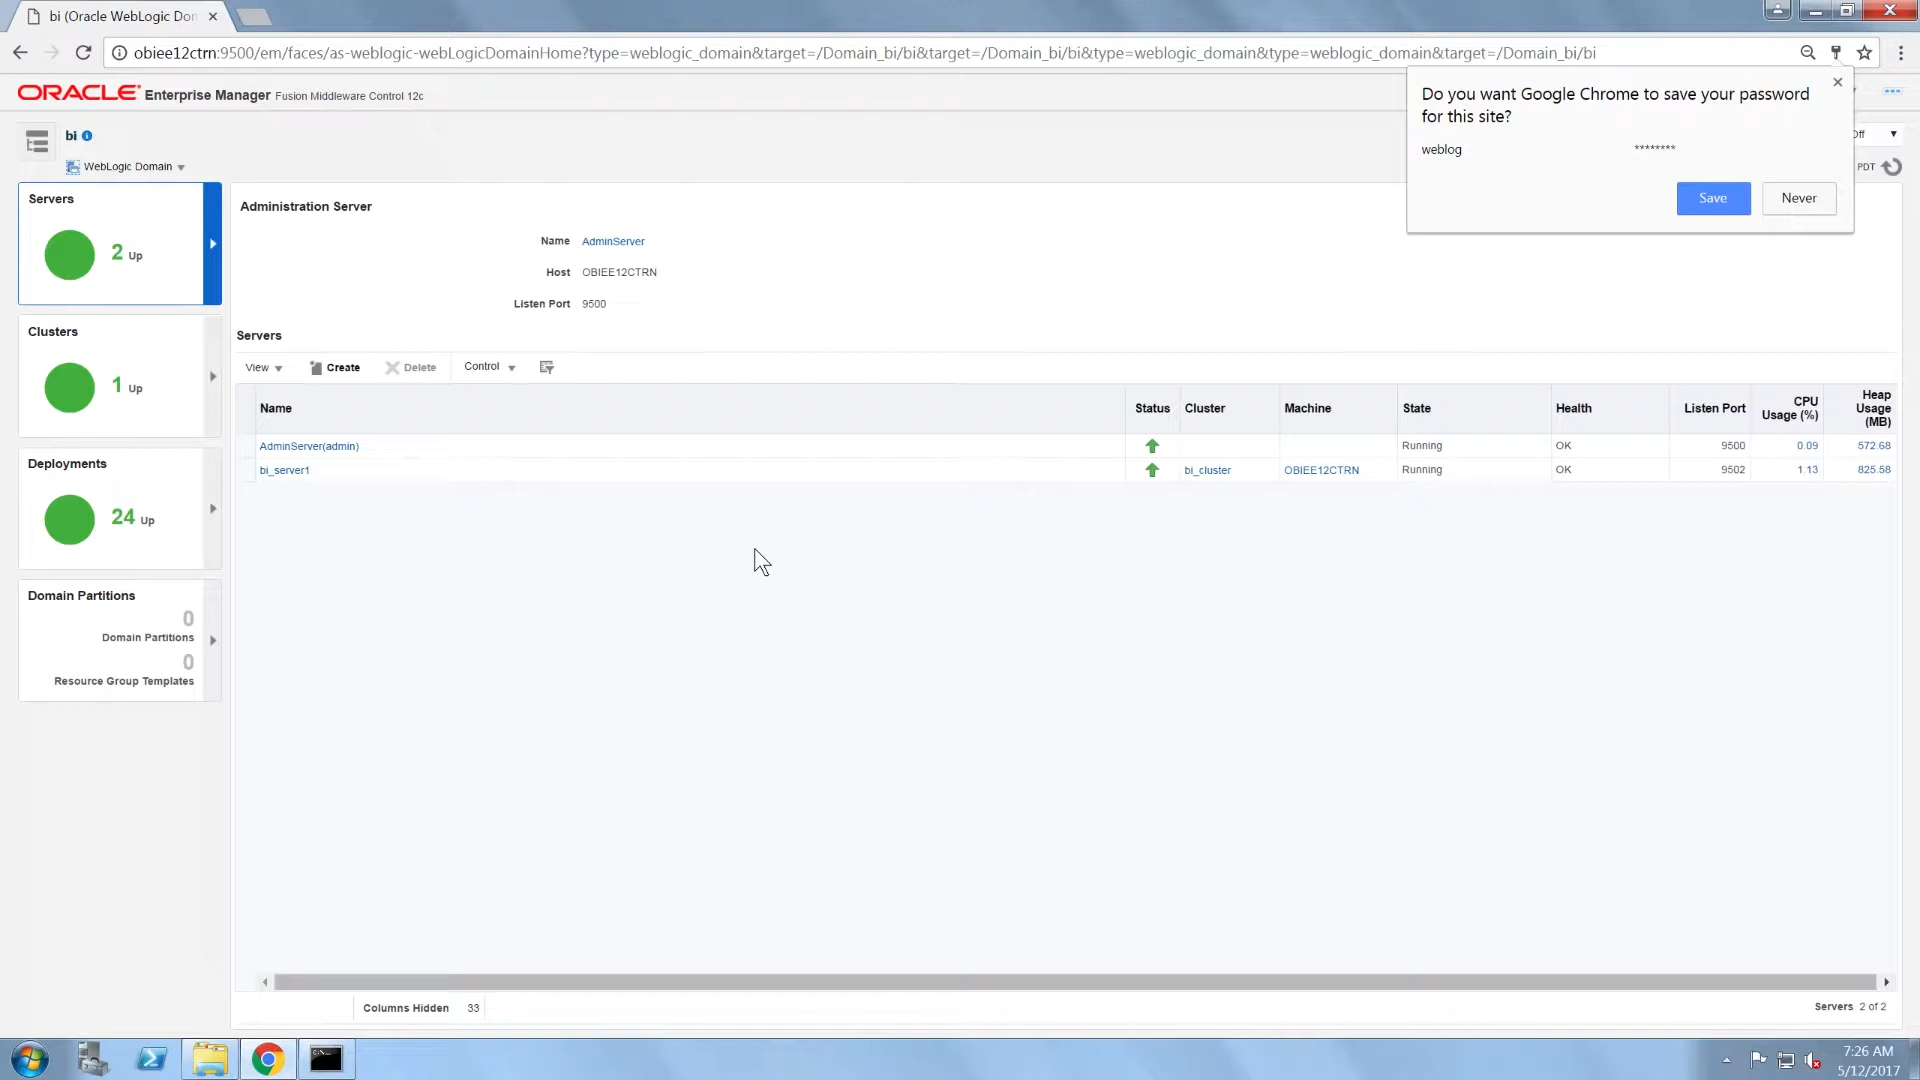 bi (Oracle WebLogic Don
obiee12ctrn:9500/em/faces/as-weblogic-webLogicDomainHome?type=weblogic_domain&target=/Domain_bi/bi&target=/Domain_bi/bi&type=weblogic_domain&type=weblogic_domain&target=/Domain_bi/bi
ORACLE Enterprise Manager Fusion Middleware Control 12c
Do you want Google Chrome to save your password
for this site?
weblog ********
Save Never
bi
Off
WebLogic Domain
PDT
Servers
2 Up
Clusters
1 Up
Deployments
24 Up
Domain Partitions
0
Domain Partitions
0
Resource Group Templates
Administration Server
Name AdminServer
Host OBIEE12CTRN
Listen Port 9500
Servers
View Create Delete Control
Name Status Cluster Machine State Health Listen Port CPU Usage (%) Heap Usage (MB)
AdminServer(admin) Running OK 9500 0.09 572.68
bi_server1 bi_cluster OBIEE12CTRN Running OK 9502 1.13 825.58
Columns Hidden 33
Servers 2 of 2
7:26 AM
5/12/2017